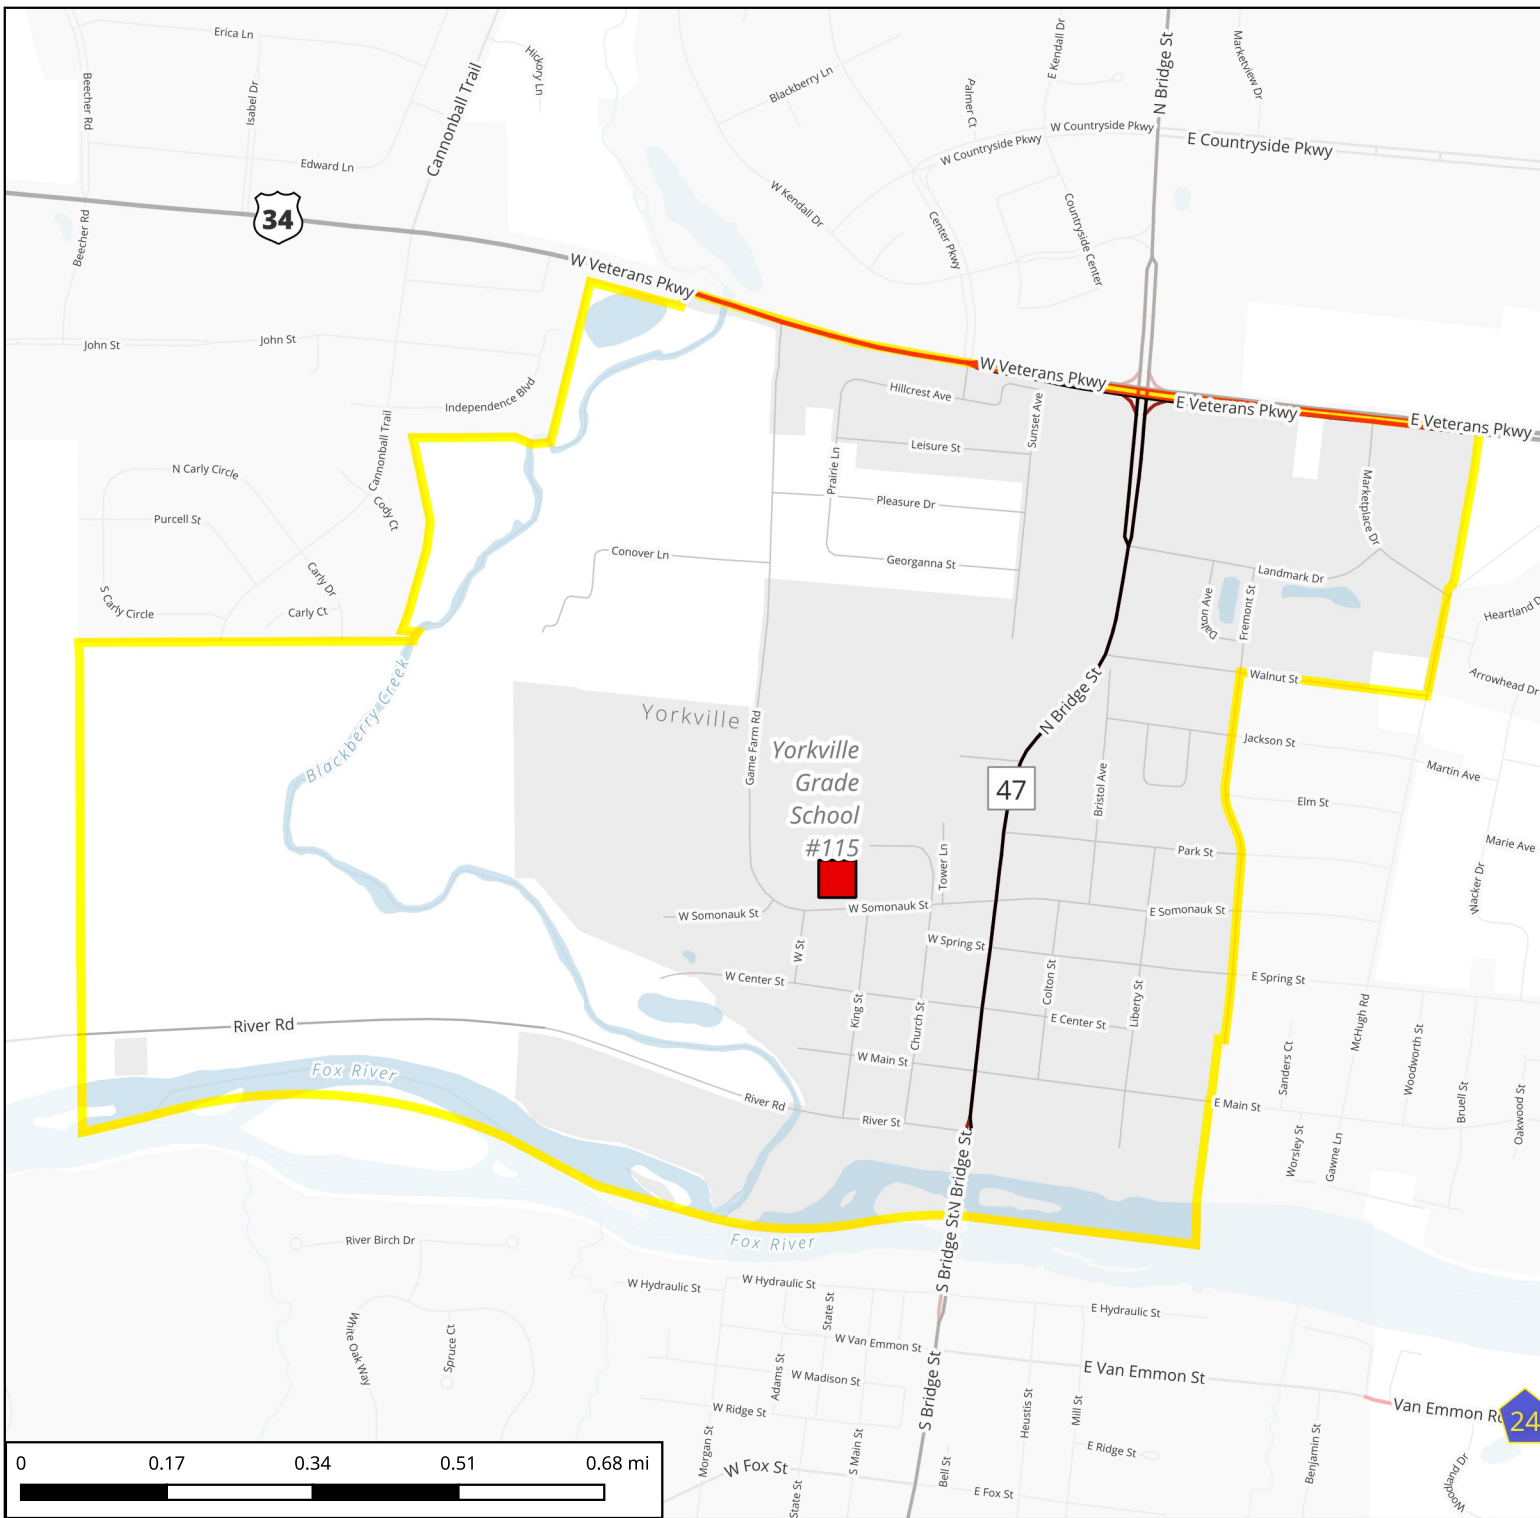 Erica Ln
Hickory Ln
Beecher Rd
Isabel Dr
Cannonball Trail
Edward Ln
Blackberry Ln
Palmer Ct
E Kendall Dr
N Bridge St
Marketview Dr
W Countryside Pkwy
W Countryside Pkwy
E Countryside Pkwy
W Kendall Dr
Center Pkwy
Countryside Center
34
Beecher Rd
W Veterans Pkwy
John St
John St
Independence Blvd
Cannonball Trail
Hillcrest Ave
W Veterans Pkwy
E Veterans Pkwy
E Veterans Pkwy
Sunset Ave
Leisure St
Prairie Ln
Pleasure Dr
Georganna St
Conover Ln
N Carly Circle
Cody Ct
Purcell St
Carly Dr
S Carly Circle
Carly Ct
Marketplace Dr
Landmark Dr
Dalton Ave
Fremont St
Heartland D
Arrowhead Dr
Walnut St
Blackberry Creek
Yorkville
Game Farm Rd
N Bridge St
Yorkville
Grade
School
#115
47
Bristol Ave
Jackson St
Martin Ave
Elm St
Marie Ave
Park St
Tower Ln
Wacker Dr
W Somonauk St
W Somonauk St
E Somonauk St
W Spring St
W St
W Center St
Colton St
Liberty St
E Spring St
King St
Church St
E Center St
McHugh Rd
Woodworth St
River Rd
Fox River
W Main St
Sanders Ct
River Rd
River St
E Main St
Bruell St
Oakwood St
Worsley St
Gawne Ln
N Bridge St
S Bridge St
Fox River
River Birch Dr
W Hydraulic St
W Hydraulic St
State St
E Hydraulic St
White Oak Way
Spruce Ct
W Van Emmon St
Adams St
W Madison St
S Bridge St
E Van Emmon St
Van Emmon R
24
W Ridge St
Heustis St
Mill St
Morgan St
S Main St
E Ridge St
Benjamin St
W Fox St
Bell St
State St
E Fox St
Woodland Dr
0 0.17 0.34 0.51 0.68 mi